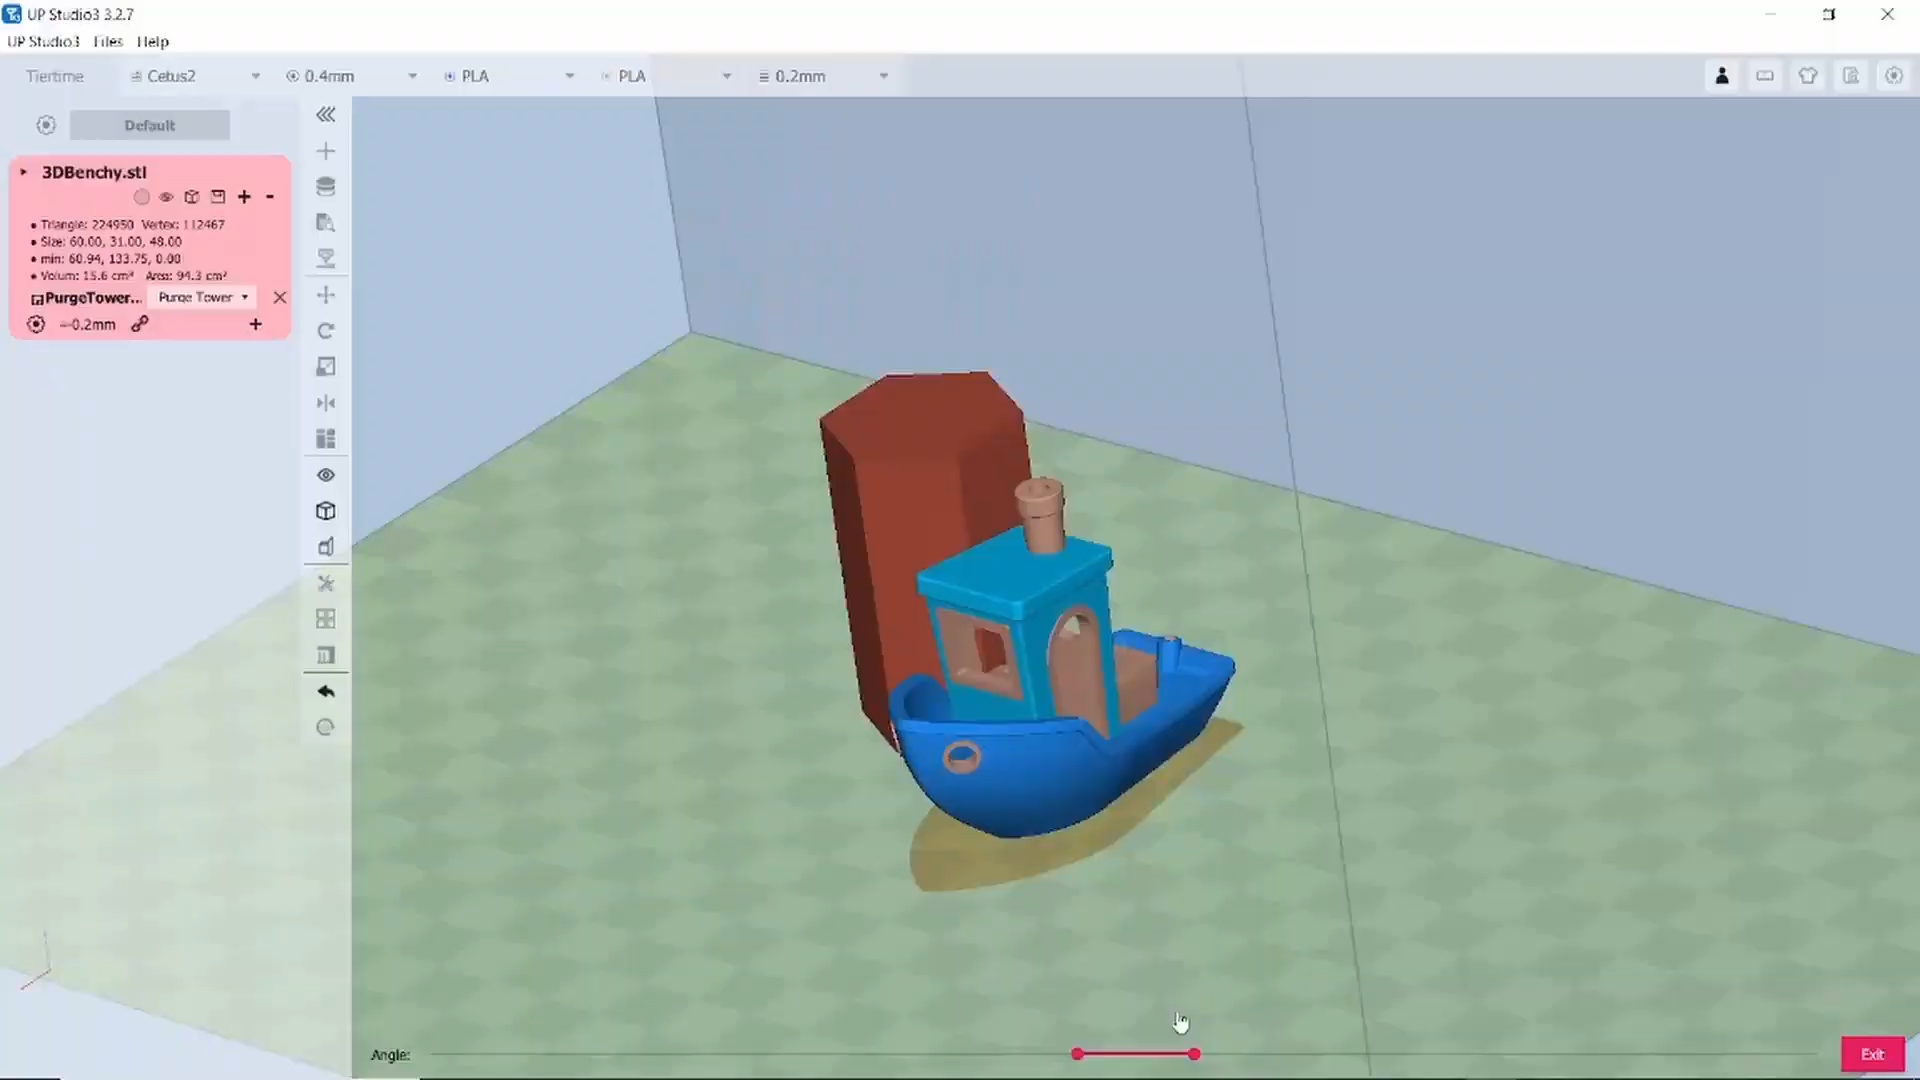 UP Studio3 3.2.7
UP Studio3 Files Help
Tiertime Cetus2 0.4mm PLA PLA 0.2mm
Default
3DBenchy.stl
• Triangle: 224950 Vertex: 112467
• Size: 60.00, 31.00, 48.00
• min: 60.94, 133.75, 0.00
• Volum: 15.6 cm³ Area: 94.3 cm²
PurgeTower... Purge Tower
0.2mm
Angle:
Exit